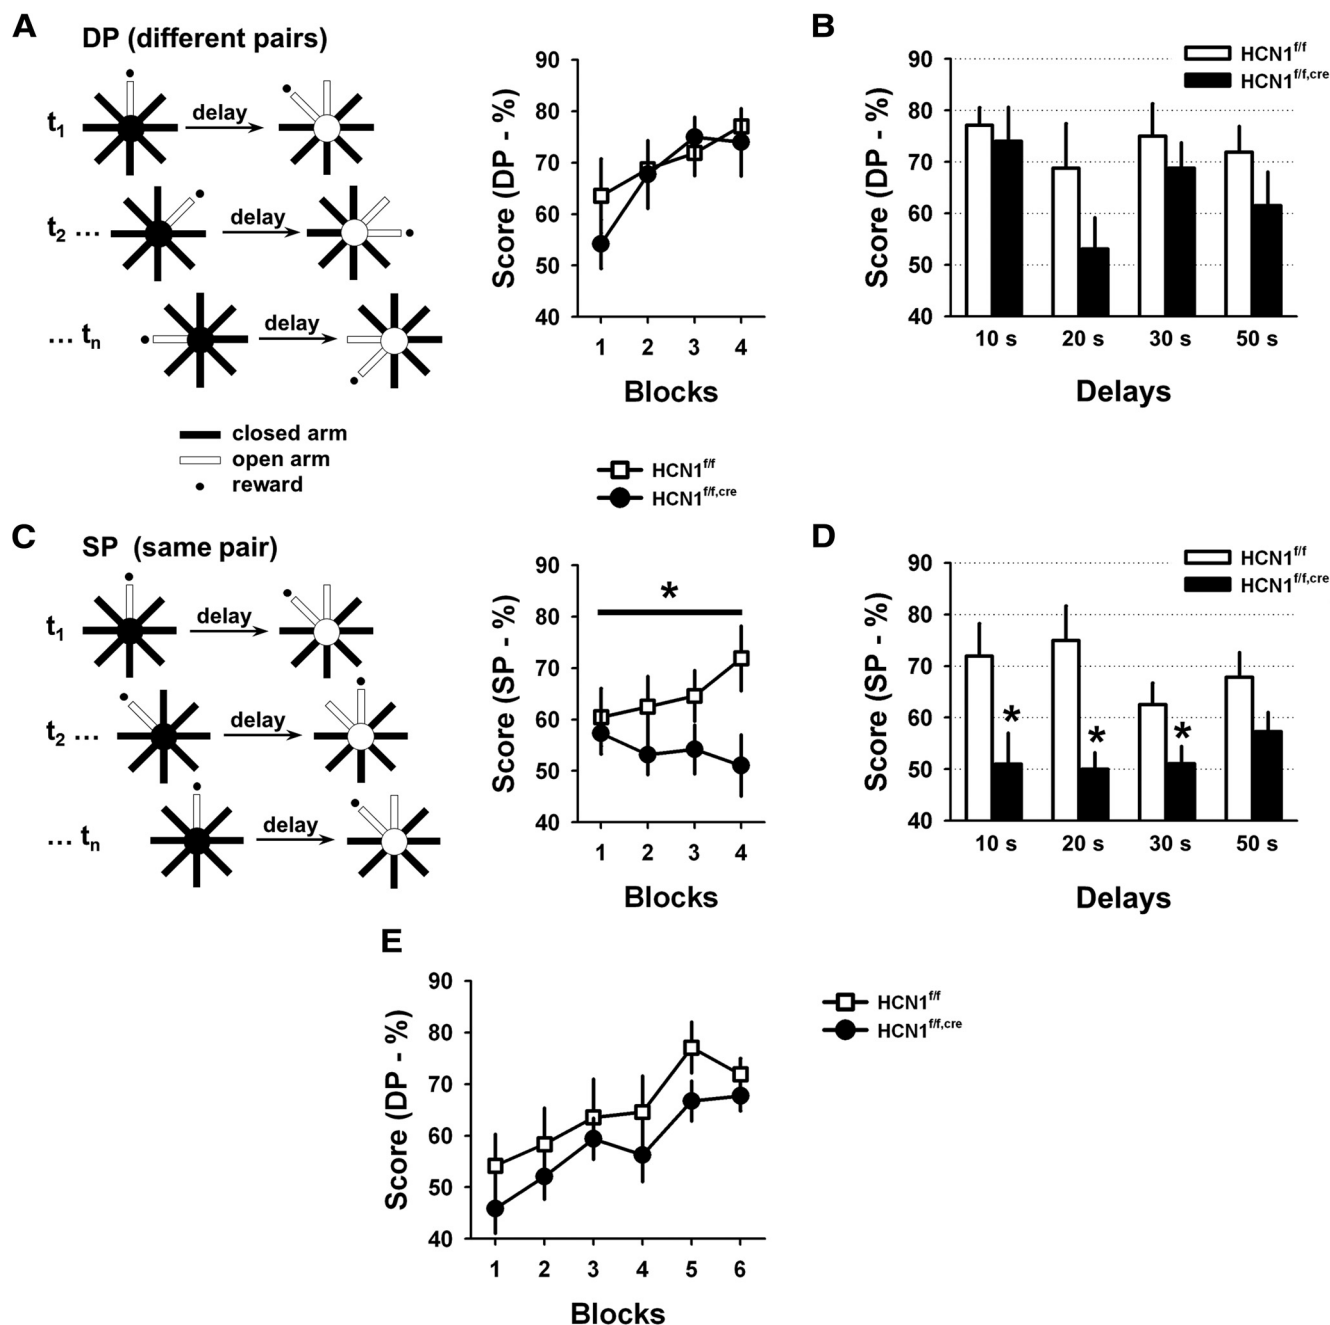 A
DP (different pairs)
t1
delay
t2 ...
delay
... tn
delay
closed arm
open arm
reward
Score (DP - %)
90
80
70
60
50
40
1 2 3 4
Blocks
HCN1f/f
HCN1f/f,cre
B
HCN1f/f
HCN1f/f,cre
Score (DP - %)
90
80
70
60
50
40
10 s 20 s 30 s 50 s
Delays
C
SP (same pair)
t1
delay
t2 ...
delay
... tn
delay
Score (SP - %)
90
80
70
60
50
40
*
1 2 3 4
Blocks
D
HCN1f/f
HCN1f/f,cre
Score (SP - %)
90
80
70
60
50
40
* * *
10 s 20 s 30 s 50 s
Delays
E
Score (DP - %)
90
80
70
60
50
40
1 2 3 4 5 6
Blocks
HCN1f/f
HCN1f/f,cre